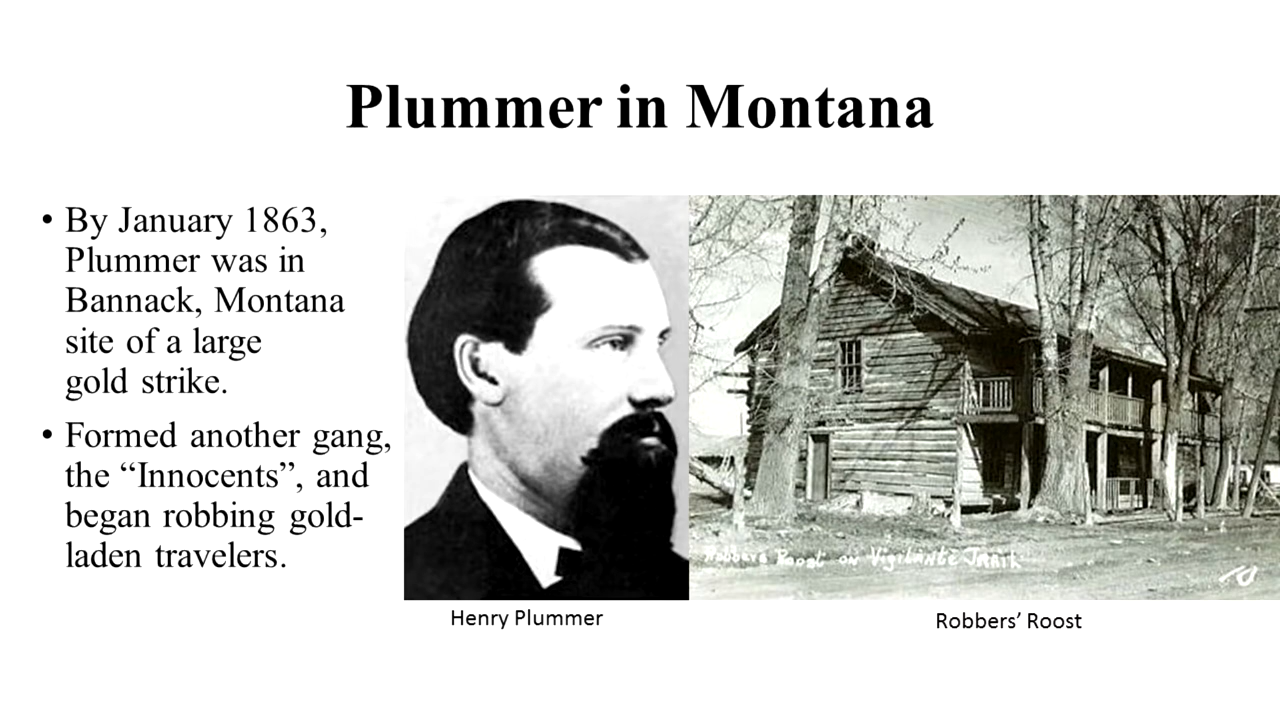 Plummer in Montana
• By January 1863,
Plummer was in
Bannack, Montana
site of a large
gold strike.
• Formed another gang,
the “Innocents”, and
began robbing gold-
laden travelers.
Robbers Roost on Vigilante Trail
Henry Plummer
Robbers’ Roost